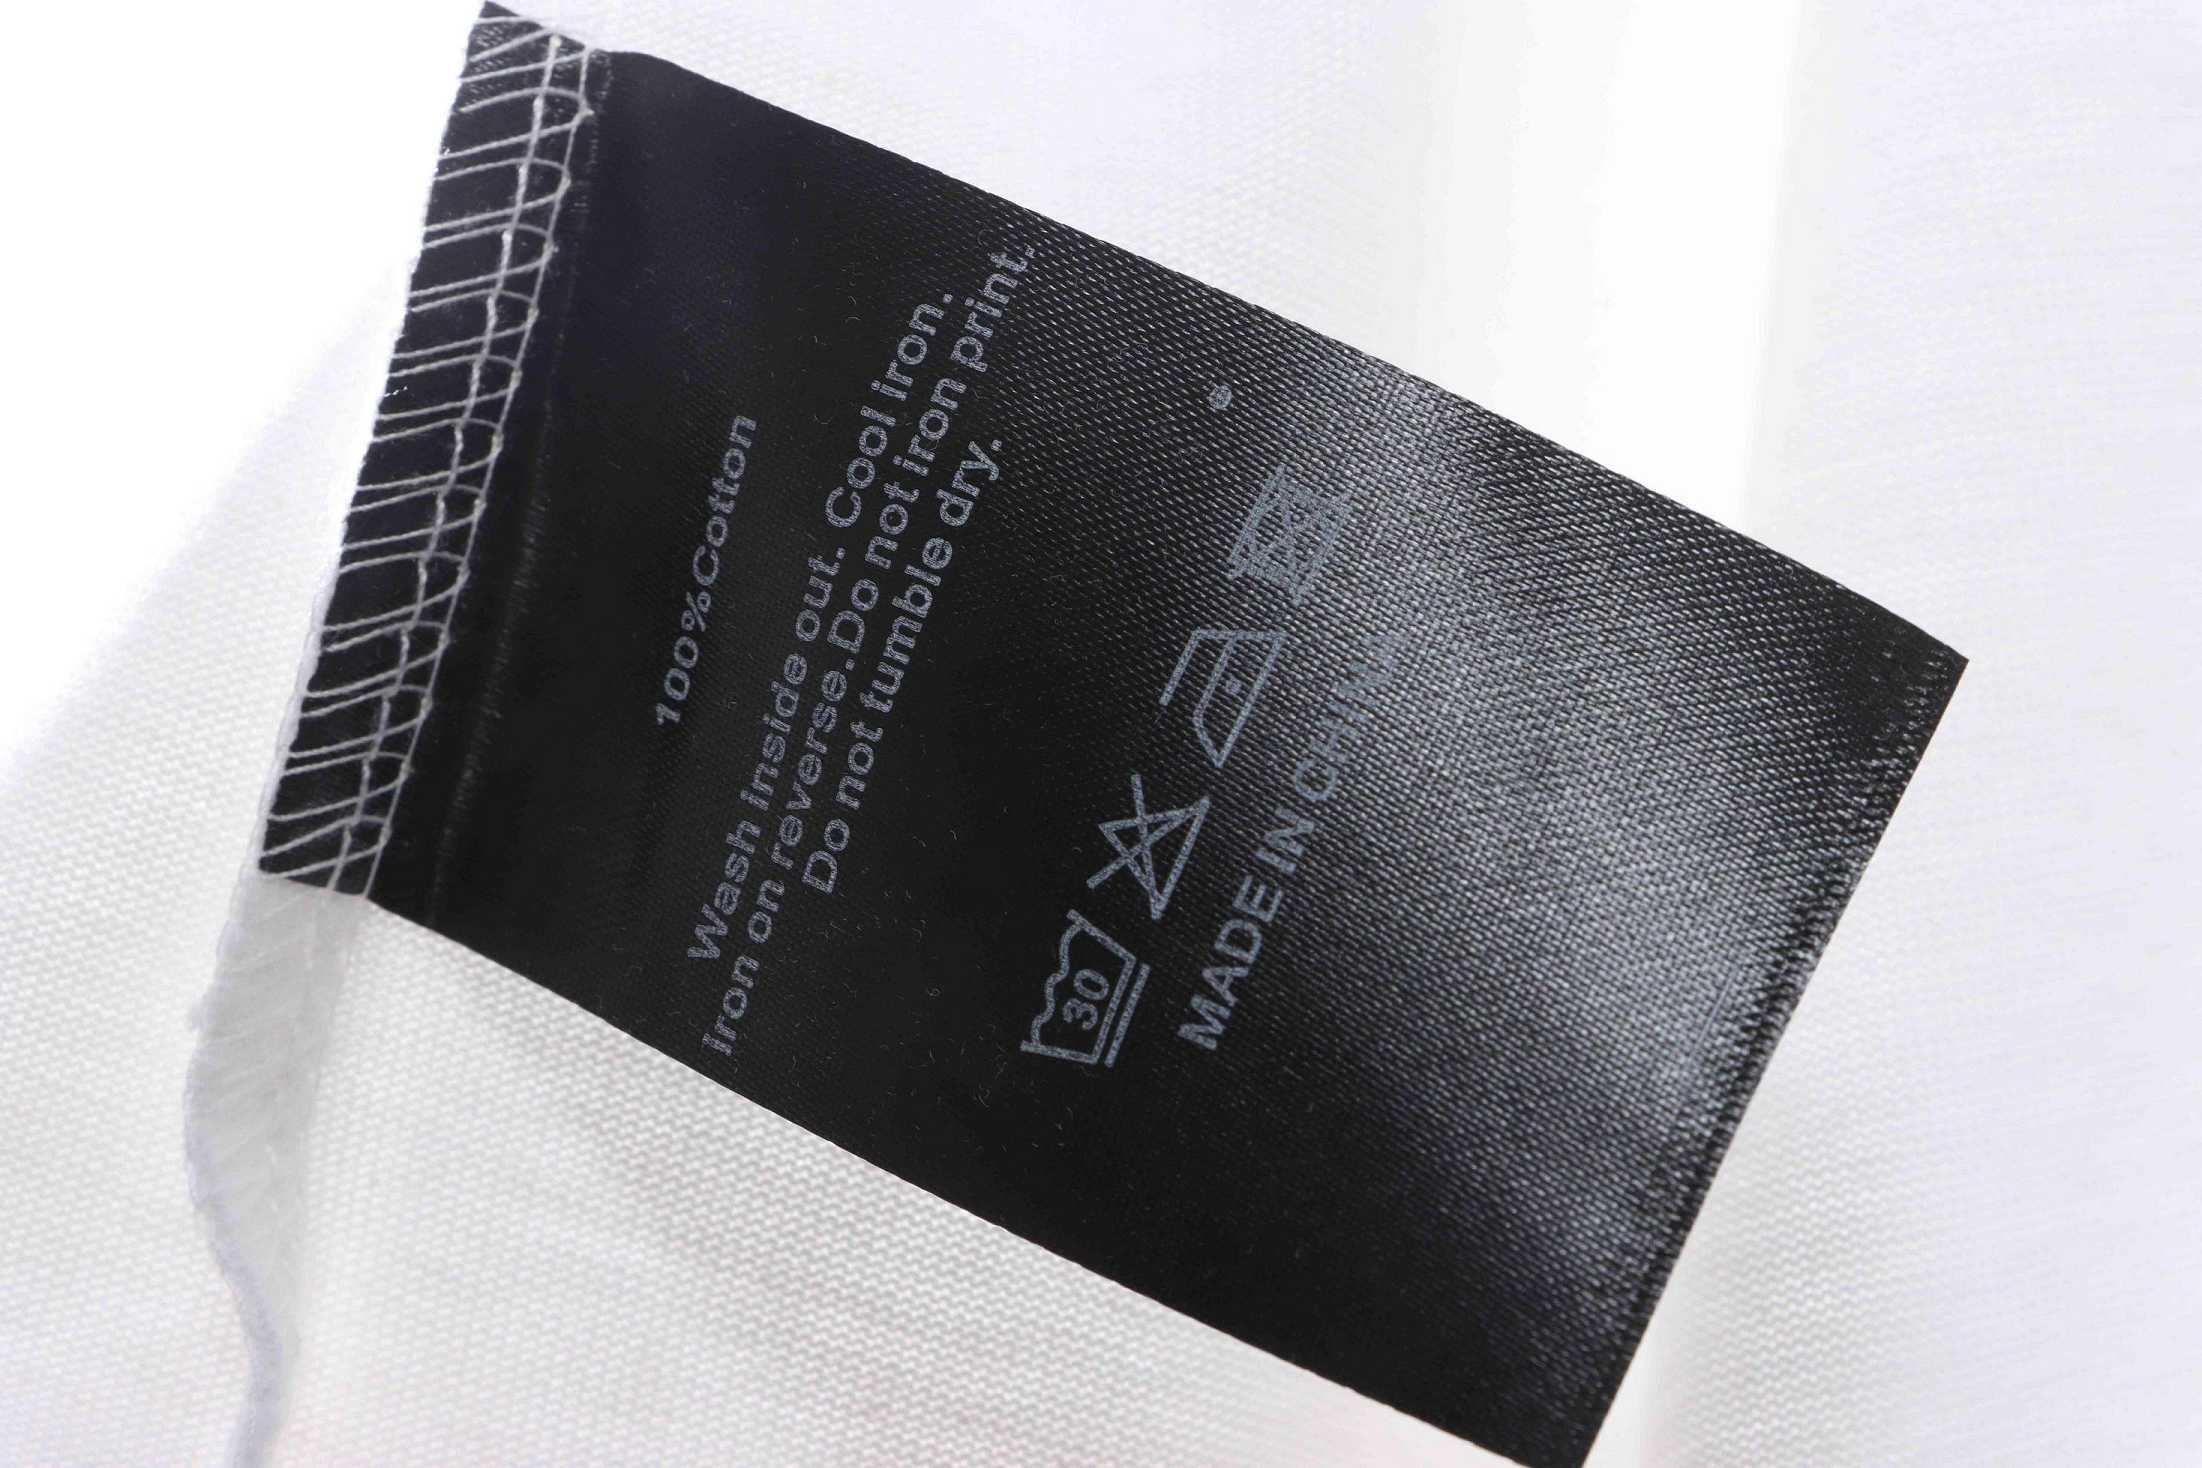 100%Cotton
Wash inside out. Cool iron.
Iron on reverse.Do not iron print.
Do not tumble dry.
30
MADE IN CHINA